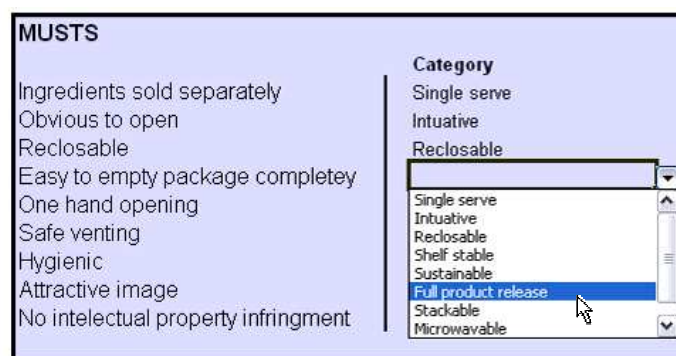 MUSTS
Category
Ingredients sold separately Single serve
Obvious to open Intuative
Reclosable Reclosable
Easy to empty package completey
One hand opening
Safe venting
Hygienic
Attractive image
No intelectual property infringment
Single serve
Intuative
Reclosable
Shelf stable
Sustainable
Full product release
Stackable
Microwavable